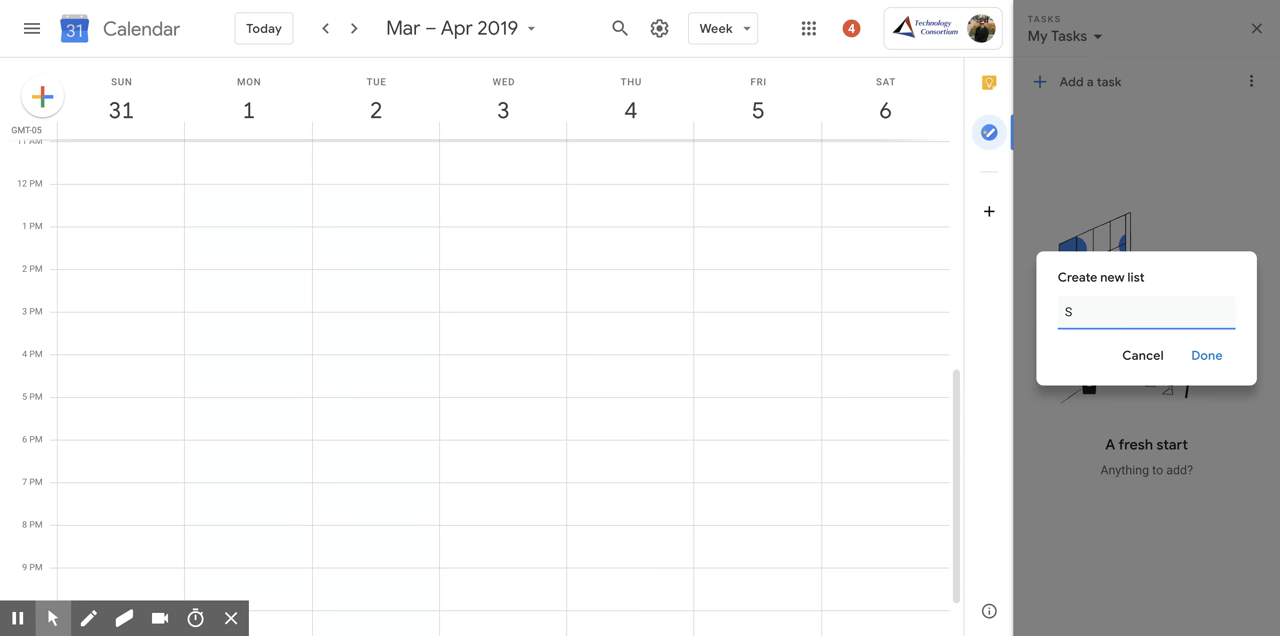 31
Calendar
Today
Mar – Apr 2019
Week
4
Technology
Consortium
TASKS
My Tasks
Add a task
SUN
31
MON
1
TUE
2
WED
3
THU
4
FRI
5
SAT
6
GMT-05
11 AM
12 PM
1 PM
2 PM
3 PM
4 PM
5 PM
6 PM
7 PM
8 PM
9 PM
Create new list
S
Cancel
Done
A fresh start
Anything to add?